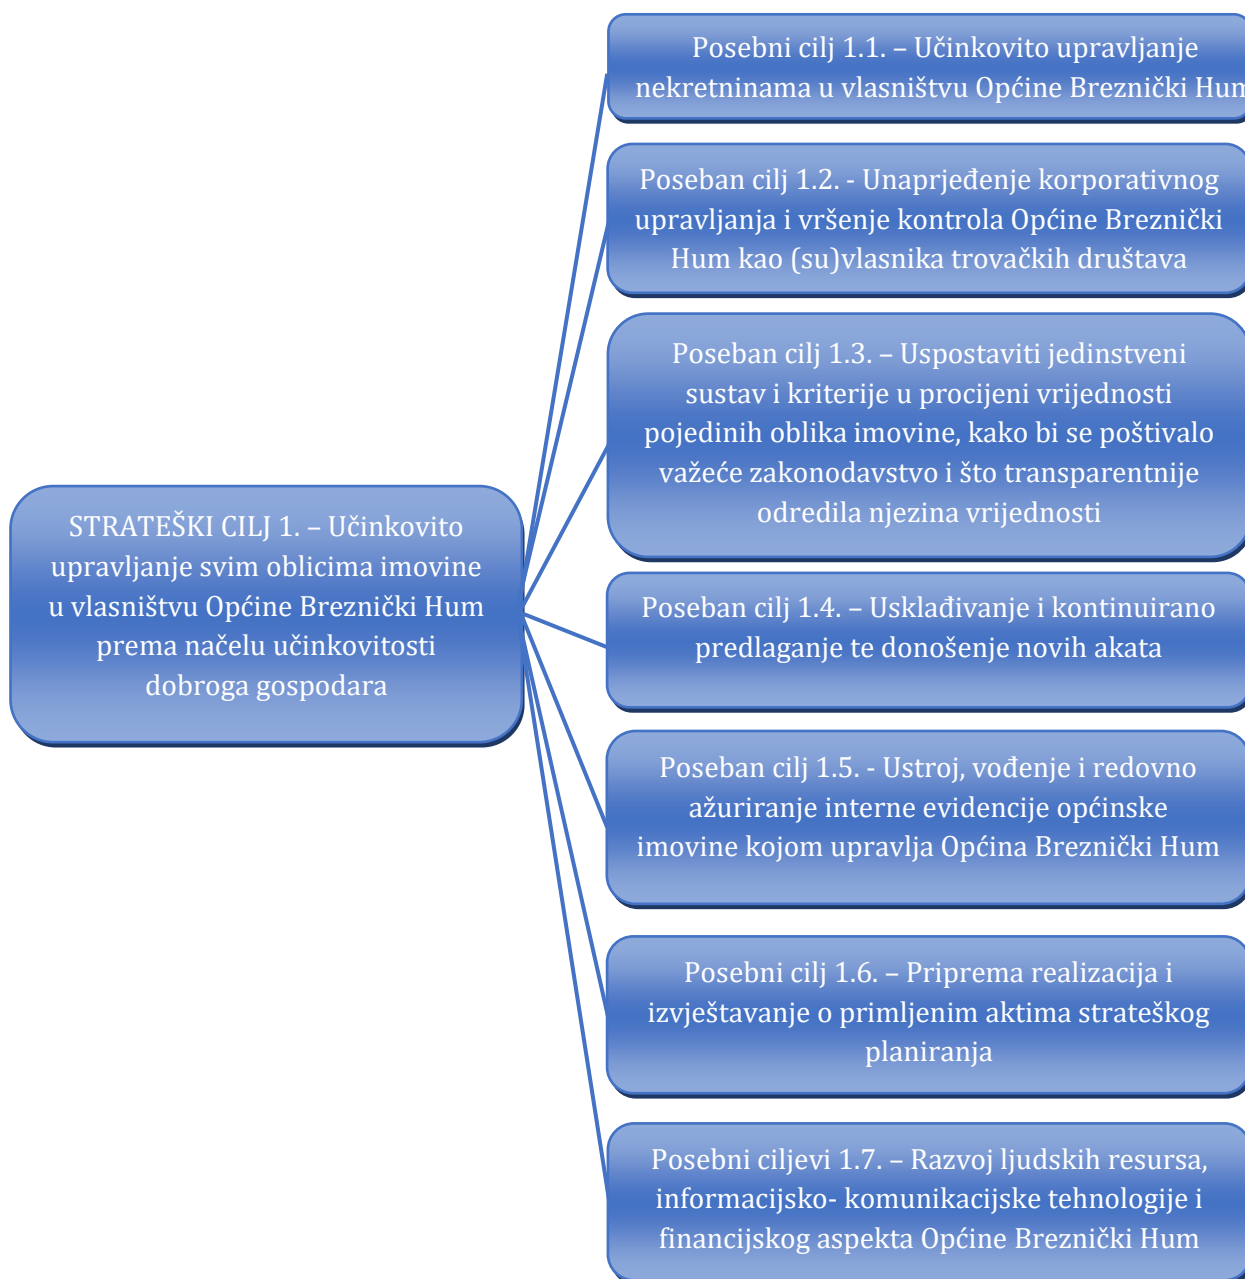 STRATEŠKI CILJ 1. – Učinkovito
upravljanje svim oblicima imovine
u vlasništvu Općine Breznički Hum
prema načelu učinkovitosti
dobroga gospodara
Posebni cilj 1.1. – Učinkovito upravljanje
nekretninama u vlasništvu Općine Breznički Hum
Poseban cilj 1.2. - Unaprjeđenje korporativnog
upravljanja i vršenje kontrola Općine Breznički
Hum kao (su)vlasnika trovačkih društava
Poseban cilj 1.3. – Uspostaviti jedinstveni
sustav i kriterije u procijeni vrijednosti
pojedinih oblika imovine, kako bi se poštivalo
važeće zakonodavstvo i što transparentnije
odredila njezina vrijednosti
Poseban cilj 1.4. – Usklađivanje i kontinuirano
predlaganje te donošenje novih akata
Poseban cilj 1.5. - Ustroj, vođenje i redovno
ažuriranje interne evidencije općinske
imovine kojom upravlja Općina Breznički Hum
Posebni cilj 1.6. – Priprema realizacija i
izvještavanje o primljenim aktima strateškog
planiranja
Posebni ciljevi 1.7. – Razvoj ljudskih resursa,
informacijsko- komunikacijske tehnologije i
financijskog aspekta Općine Breznički Hum